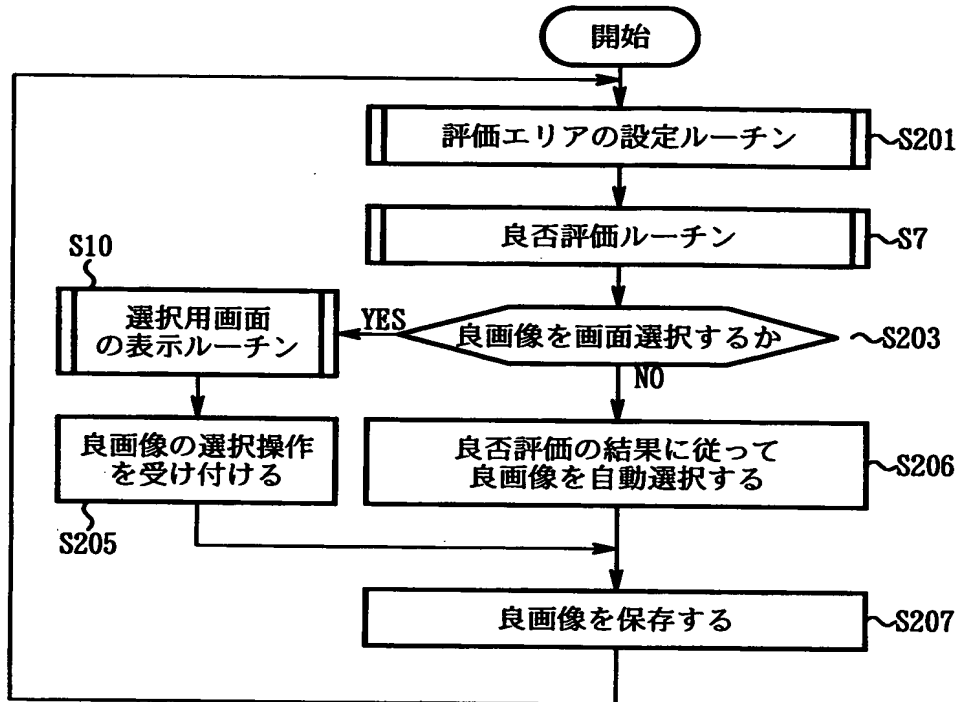 開始
評価エリアの設定ルーチン
S201
良否評価ルーチン
S7
S10
選択用画面
の表示ルーチン
YES
良画像を画面選択するか
S203
NO
良画像の選択操作
を受け付ける
S205
良否評価の結果に従って
良画像を自動選択する
S206
良画像を保存する
S207